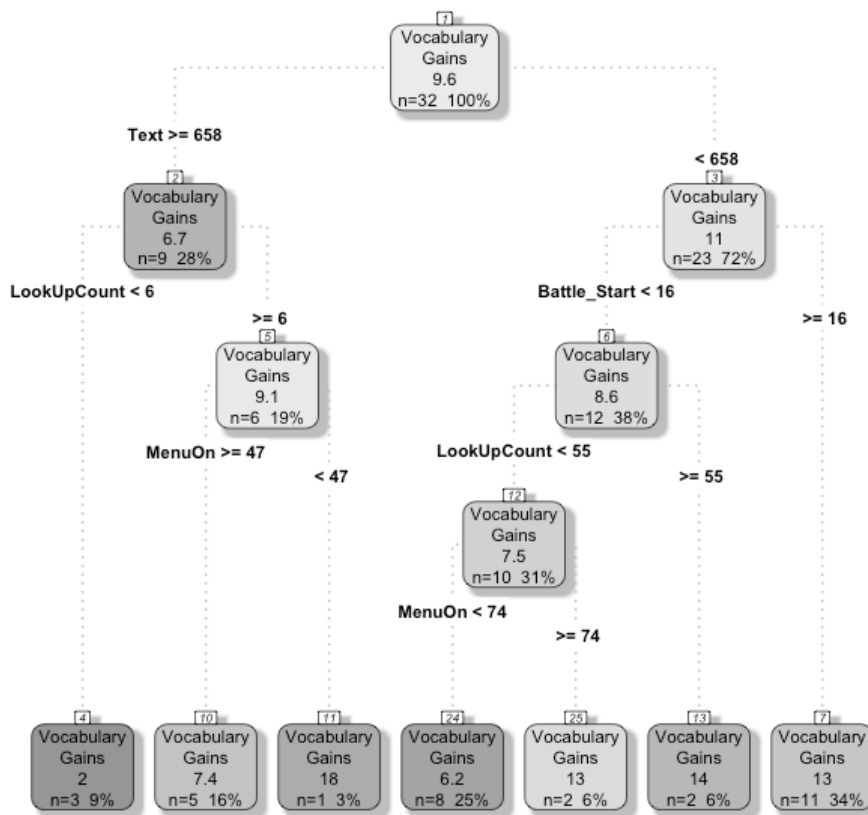 1
Vocabulary
Gains
9.6
n=32 100%
Text >= 658
< 658
2
Vocabulary
Gains
6.7
n=9 28%
3
Vocabulary
Gains
11
n=23 72%
LookUpCount < 6
>= 6
Battle_Start < 16
>= 16
5
Vocabulary
Gains
9.1
n=6 19%
6
Vocabulary
Gains
8.6
n=12 38%
MenuOn >= 47
< 47
LookUpCount < 55
>= 55
12
Vocabulary
Gains
7.5
n=10 31%
MenuOn < 74
>= 74
4
Vocabulary
Gains
2
n=3 9%
10
Vocabulary
Gains
7.4
n=5 16%
11
Vocabulary
Gains
18
n=1 3%
24
Vocabulary
Gains
6.2
n=8 25%
25
Vocabulary
Gains
13
n=2 6%
13
Vocabulary
Gains
14
n=2 6%
7
Vocabulary
Gains
13
n=11 34%